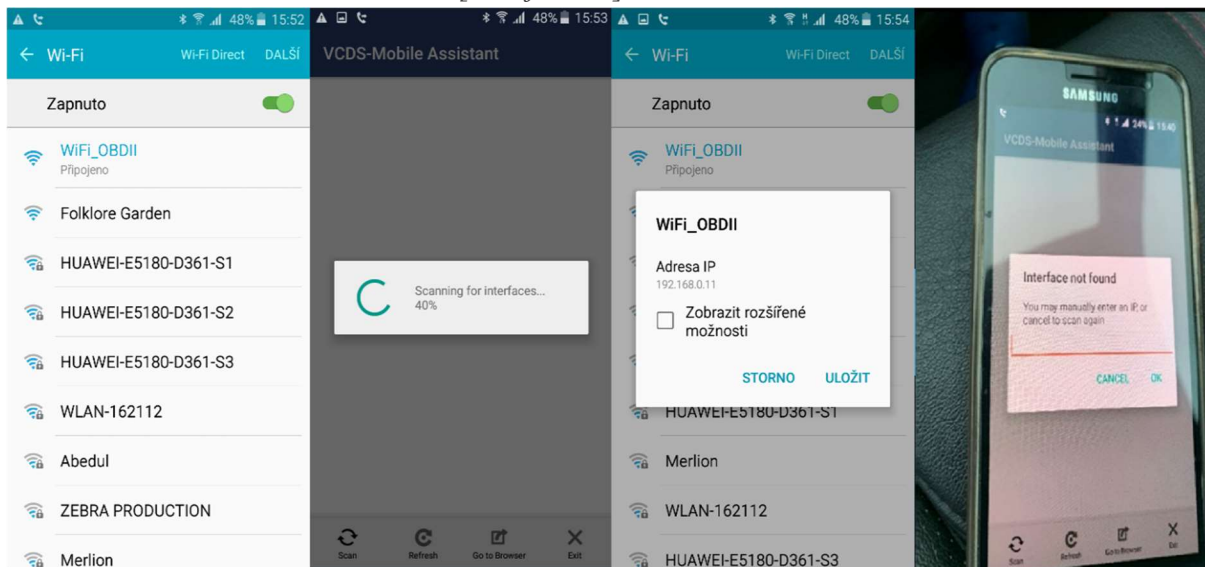 48% 15:52
Wi-Fi Wi-Fi Direct DALŠÍ
Zapnuto
WiFi_OBDII
Připojeno
Folklore Garden
HUAWEI-E5180-D361-S1
HUAWEI-E5180-D361-S2
HUAWEI-E5180-D361-S3
WLAN-162112
Abedul
ZEBRA PRODUCTION
Merlion
48% 15:53
VCDS-Mobile Assistant
Scanning for interfaces...
40%
Scan Refresh Go to Browser Exit
48% 15:54
Wi-Fi Wi-Fi Direct DALŠÍ
Zapnuto
WiFi_OBDII
Připojeno
WiFi_OBDII
Adresa IP
192.168.0.11
Zobrazit rozšířené
možnosti
STORNO ULOŽIT
HUAWEI-E5180-D361-S1
Merlion
WLAN-162112
HUAWEI-E5180-D361-S3
SAMSUNG
24% 15:40
VCDS-Mobile Assistant
Interface not found
You may manually enter an IP, or
cancel to scan again
CANCEL OK
Scan Refresh Go to Browser Exit